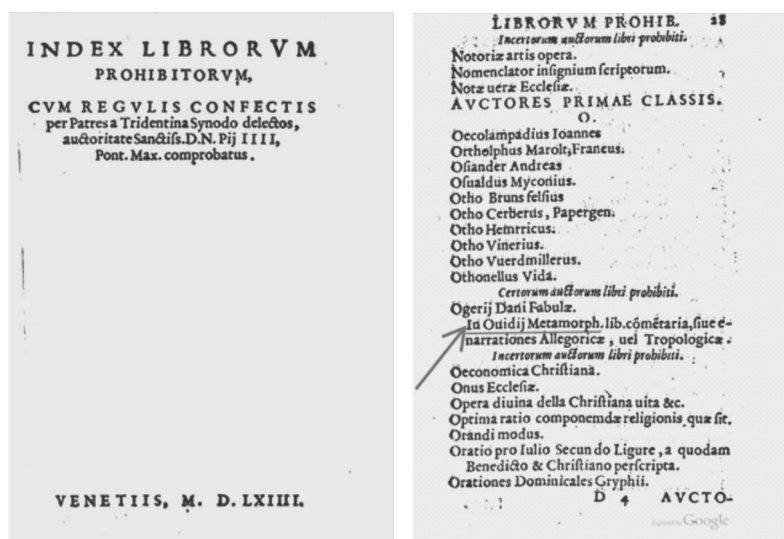 INDEX LIBRORVM
PROHIBITORVM,
CVM REGVLIS CONFECTIS
per Patres a Tridentina Synodo delectos,
auctoritate Sanctiſs. D.N. Pij IIII,
Pont. Max. comprobatus.
VENETIIS, M. D. LXIIII.
LIBRORVM PROHIB. 28
Incertorum auctorum libri prohibiti.
Notoriæ artis opera.
Nomenclator inſignium ſcriptorum.
Notæ ueræ Eccleſiæ.
AVCTORES PRIMAE CLASSIS.
O.
Oecolampadius Ioannes
Ortholphus Marolt, Francus.
Oſiander Andreas
Oſualdus Myconius.
Otho Brunsfelſius
Otho Cerberus, Papergen.
Otho Hemrricus.
Otho Vinerius.
Otho Vuerdmillerus.
Othonellus Vida.
Certorum auctorum libri prohibiti.
Ogerij Dani Fabulæ.
In Ouidij Metamorph. lib. cōmētaria, ſiue e-
narrationes Allegoricæ, uel Tropologicæ.
Incertorum auctorum libri prohibiti.
Oeconomica Chriſtiana.
Onus Eccleſiæ.
Opera diuina della Chriſtiana uita &c.
Optima ratio componendæ religionis quæ ſit.
Orandi modus.
Oratio pro Iulio Secundo Ligure, a quodam
Benedicto & Chriſtiano perſcripta.
Orationes Dominicales Gryphii.
D 4 AVCTO-
Digitized by Google